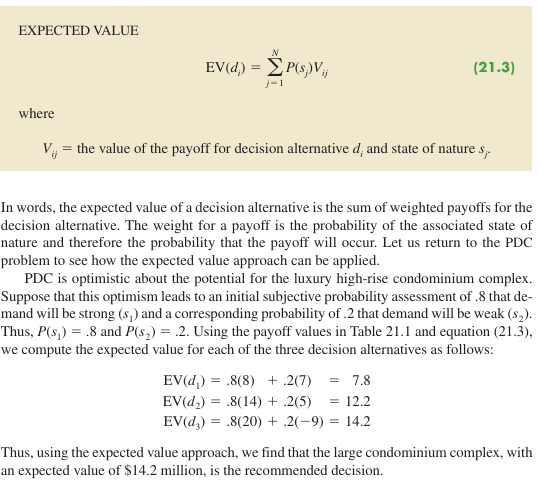 EXPECTED VALUE
EV(dᵢ) = ∑ⱼ₌₁ᴺ P(sⱼ)Vᵢⱼ (21.3)
where
Vᵢⱼ = the value of the payoff for decision alternative dᵢ and state of nature sⱼ.
In words, the expected value of a decision alternative is the sum of weighted payoffs for the
decision alternative. The weight for a payoff is the probability of the associated state of
nature and therefore the probability that the payoff will occur. Let us return to the PDC
problem to see how the expected value approach can be applied.
PDC is optimistic about the potential for the luxury high-rise condominium complex.
Suppose that this optimism leads to an initial subjective probability assessment of .8 that de-
mand will be strong (s₁) and a corresponding probability of .2 that demand will be weak (s₂).
Thus, P(s₁) = .8 and P(s₂) = .2. Using the payoff values in Table 21.1 and equation (21.3),
we compute the expected value for each of the three decision alternatives as follows:
EV(d₁) = .8(8) + .2(7) = 7.8
EV(d₂) = .8(14) + .2(5) = 12.2
EV(d₃) = .8(20) + .2(−9) = 14.2
Thus, using the expected value approach, we find that the large condominium complex, with
an expected value of $14.2 million, is the recommended decision.